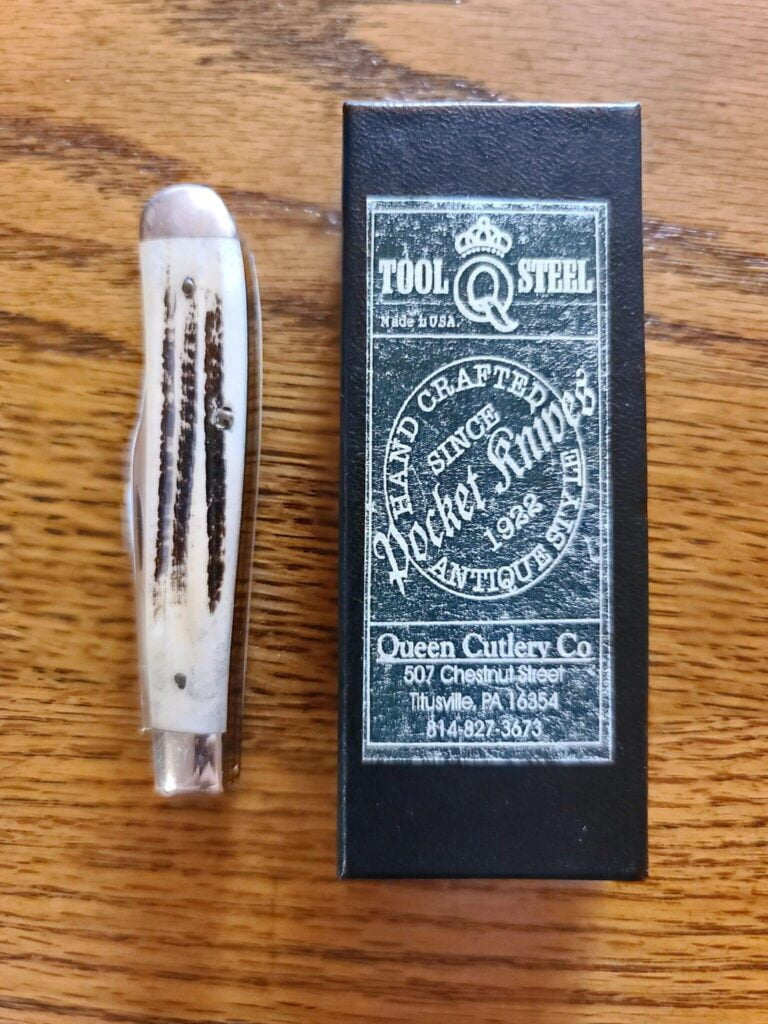 TOOL Q STEEL
Made in USA.
HAND CRAFTED
SINCE
Pocket Knives
1922
ANTIQUE STYLE
Queen Cutlery Co
507 Chestnut Street
Titusville, PA 16354
814-827-3673